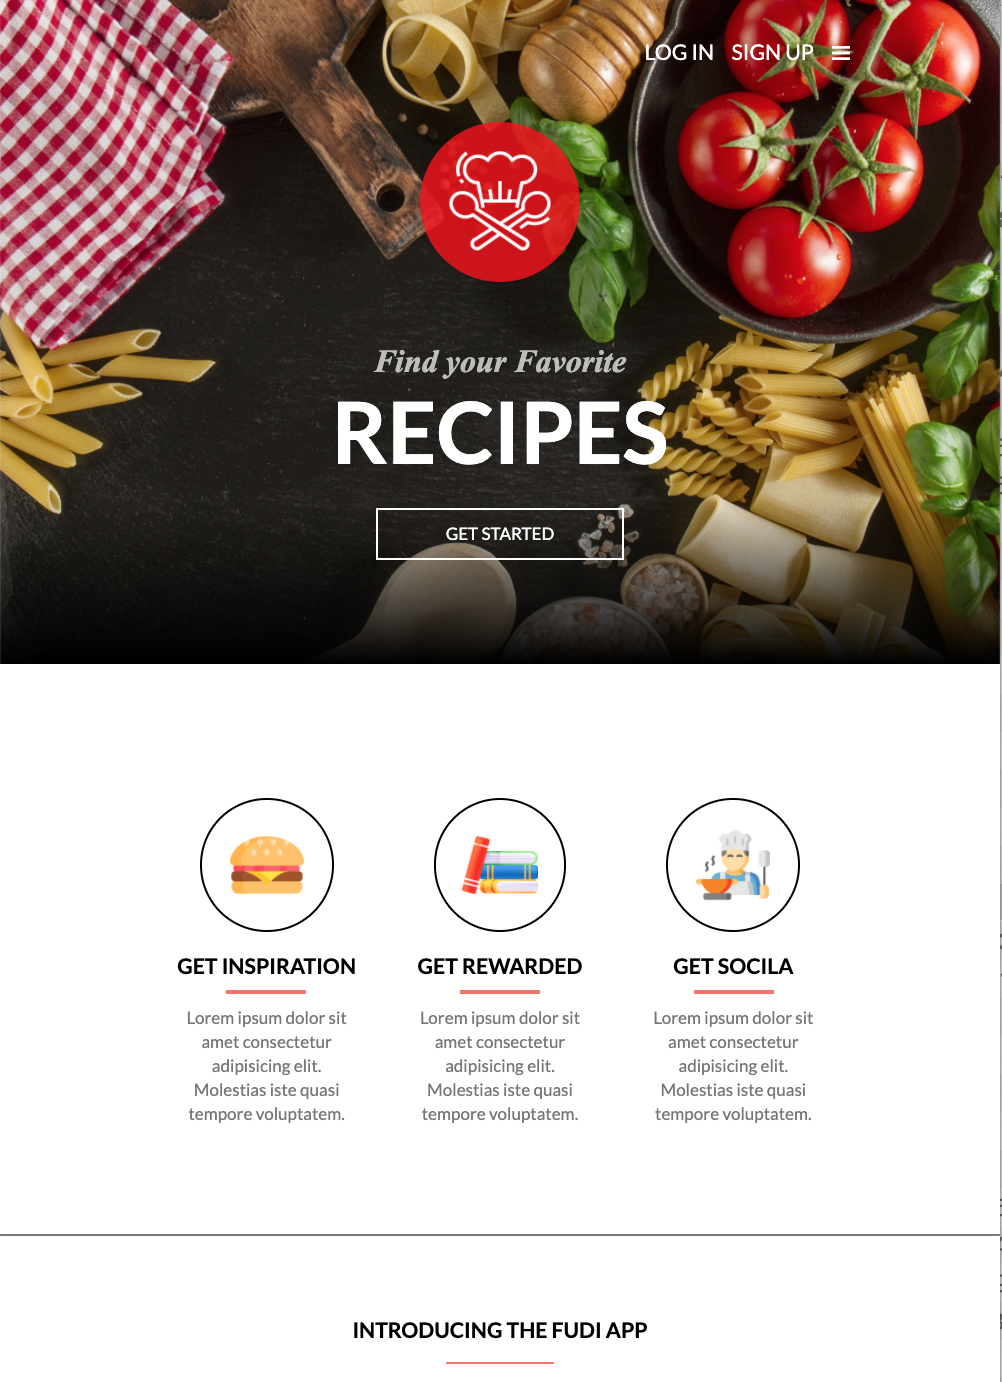 LOG IN SIGN UP
Find your Favorite
RECIPES
GET STARTED
GET INSPIRATION
Lorem ipsum dolor sit
amet consectetur
adipisicing elit.
Molestias iste quasi
tempore voluptatem.
GET REWARDED
Lorem ipsum dolor sit
amet consectetur
adipisicing elit.
Molestias iste quasi
tempore voluptatem.
GET SOCILA
Lorem ipsum dolor sit
amet consectetur
adipisicing elit.
Molestias iste quasi
tempore voluptatem.
INTRODUCING THE FUDI APP